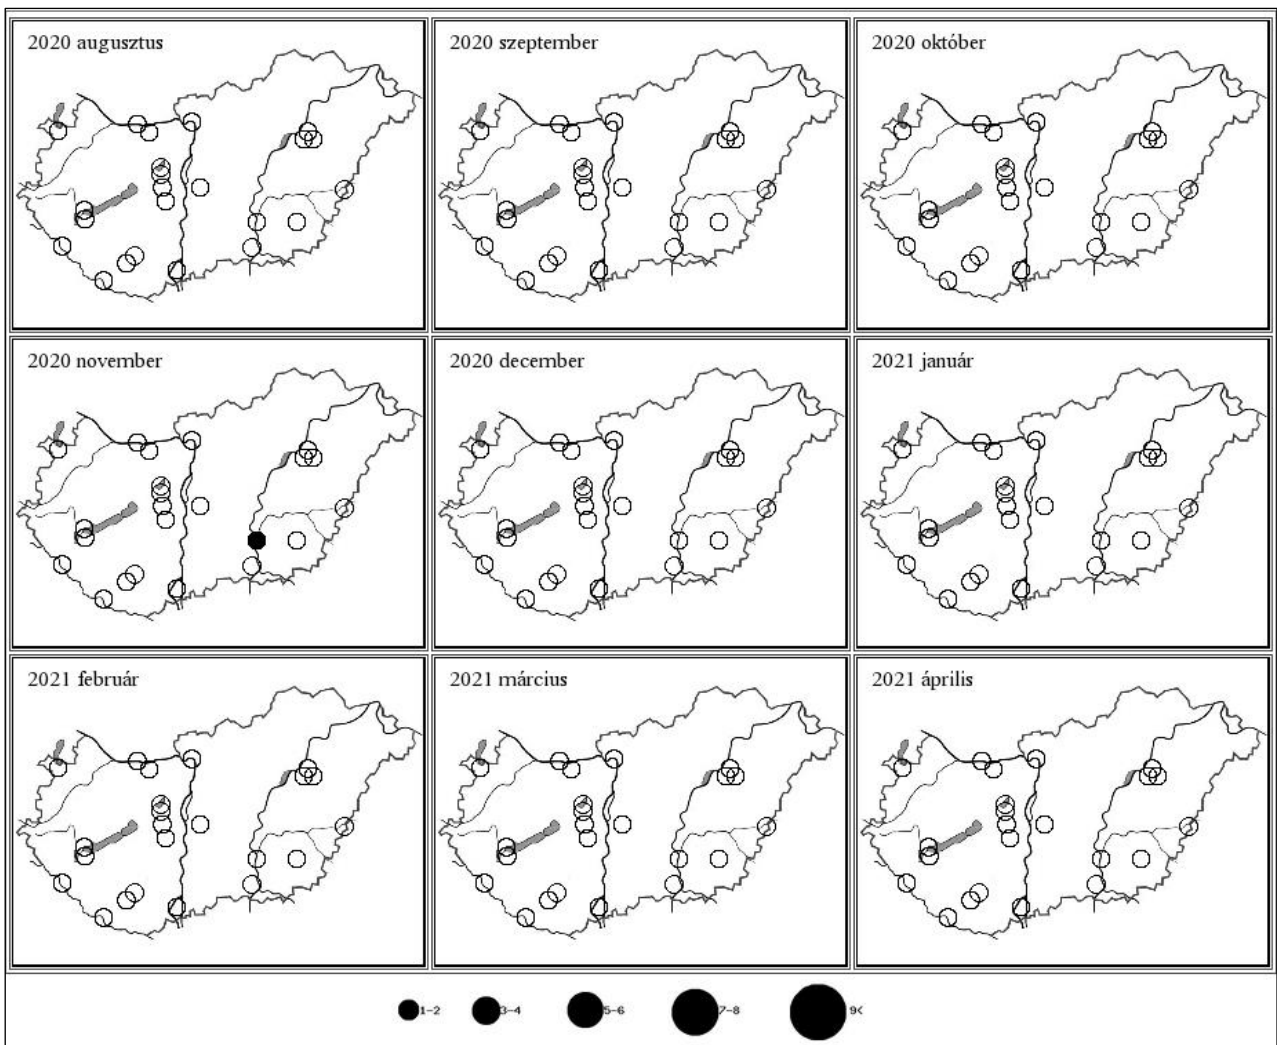 2020 augusztus
2020 szeptember
2020 október
2020 november
2020 december
2021 január
2021 február
2021 március
2021 április
1-2 3-4 5-6 7-8 9<